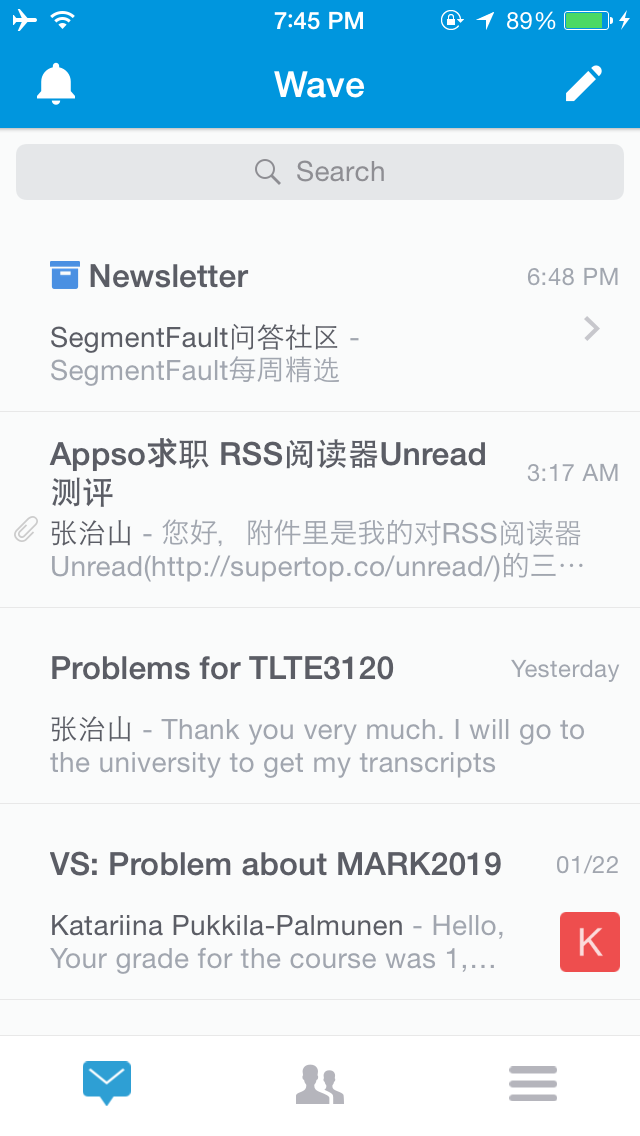 7:45 PM
89%
Wave
Search
Newsletter
6:48 PM
SegmentFault问答社区 -
SegmentFault每周精选
Appso求职 RSS阅读器Unread
测评
3:17 AM
张治山 - 您好,附件里是我的对RSS阅读器
Unread(http://supertop.co/unread/)的三…
Problems for TLTE3120
Yesterday
张治山 - Thank you very much. I will go to
the university to get my transcripts
VS: Problem about MARK2019
01/22
Katariina Pukkila-Palmunen - Hello,
Your grade for the course was 1,...
K